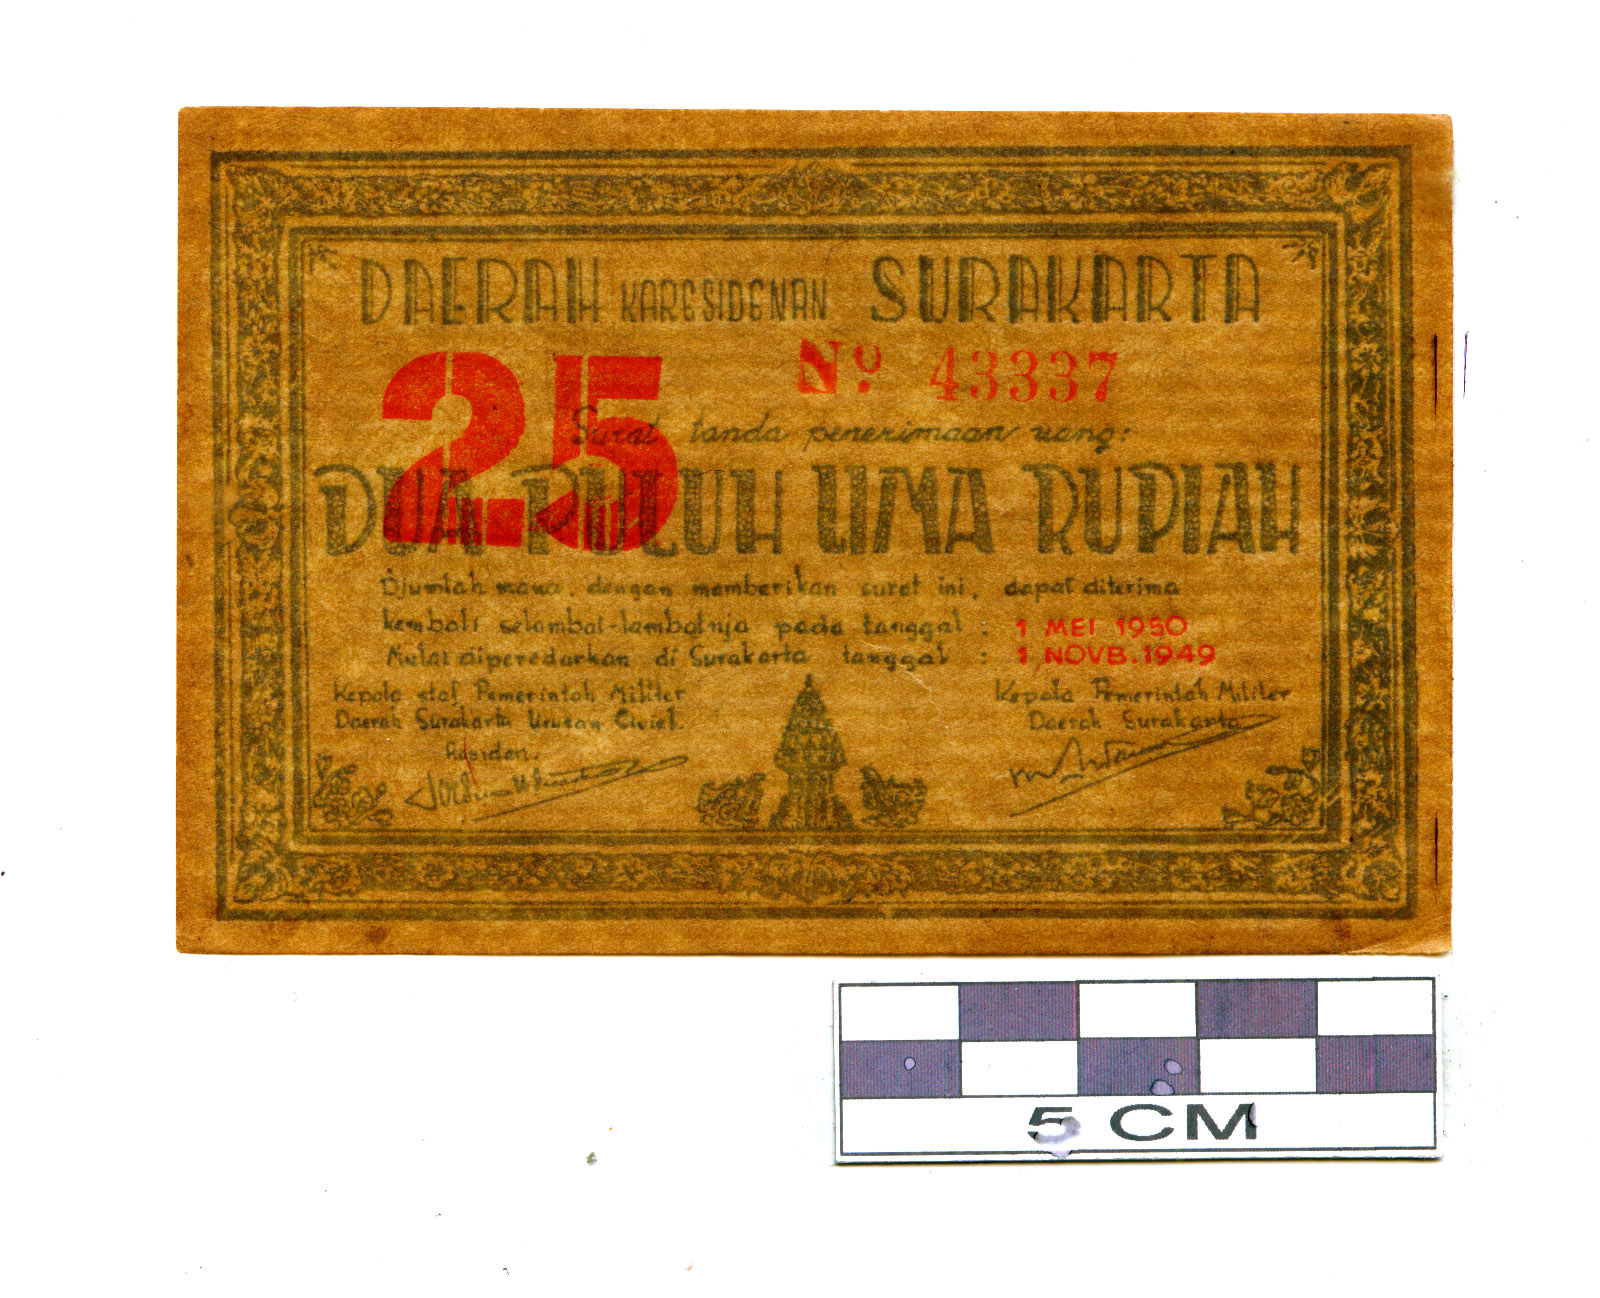 DAERAH KARESIDENAN SURAKARTA
25 Nº. 43337
Surat tanda penerimaan uang:
DUA PULUH LIMA RUPIAH
Djumlah mana, dengan memberikan surat ini, dapat diterima
kembali selambat-lambatnja pada tanggal : 1 MEI 1950
Mulai diperedarkan di Surakarta tanggal : 1 NOVB. 1949
Kepala staf Pemerintah Militer
Daerah Surakarta Urusan Civiel.
Residen.
Kepala Pemerintah Militer
Daerah Surakarta
5 CM